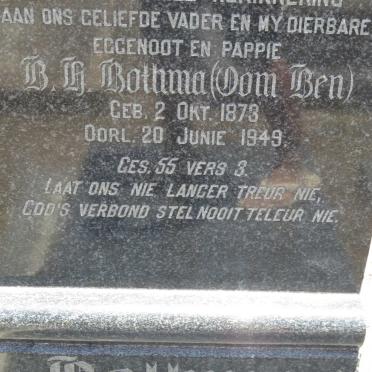 HERINNERING
AAN ONS GELIEFDE VADER EN MY DIERBARE
EGGENOOT EN PAPPIE
B. H. Bothma (Oom Ben)
GEB. 2 OKT. 1873
OORL. 20 JUNIE 1949.
GES. 55 VERS 3.
LAAT ONS NIE LANGER TREUR NIE,
GOD'S VERBOND STEL NOOIT TELEUR NIE.